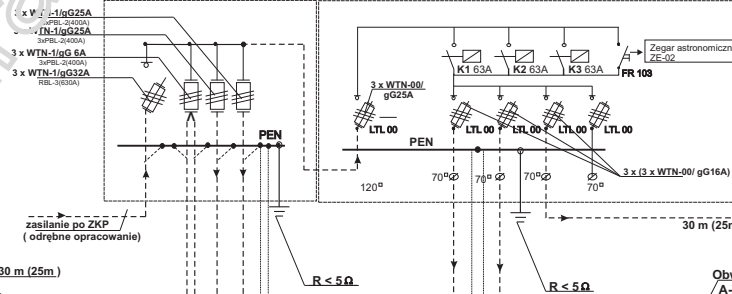 3 x WTN-1/gG25A
3xPBL-2(400A)
3 x WTN-1/gG25A
3xPBL-2(400A)
3 x WTN-1/gG 6A
3xPBL-2(400A)
3 x WTN-1/gG32A
RBL-3(630A)
PEN
zasilanie po ZKP
( odrębne opracowanie)
30 m (25m )
R < 5Ω
3 x WTN-00/
gG25A
LTL 00
PEN
120
K1 63A
K2 63A
K3 63A
FR 103
Zegar astronomiczn
ZE-02
LTL 00
LTL 00
LTL 00
LTL 00
3 x (3 x WTN-00/ gG16A)
70
70
70
70
30 m (25m
R < 5Ω
Obw
A-